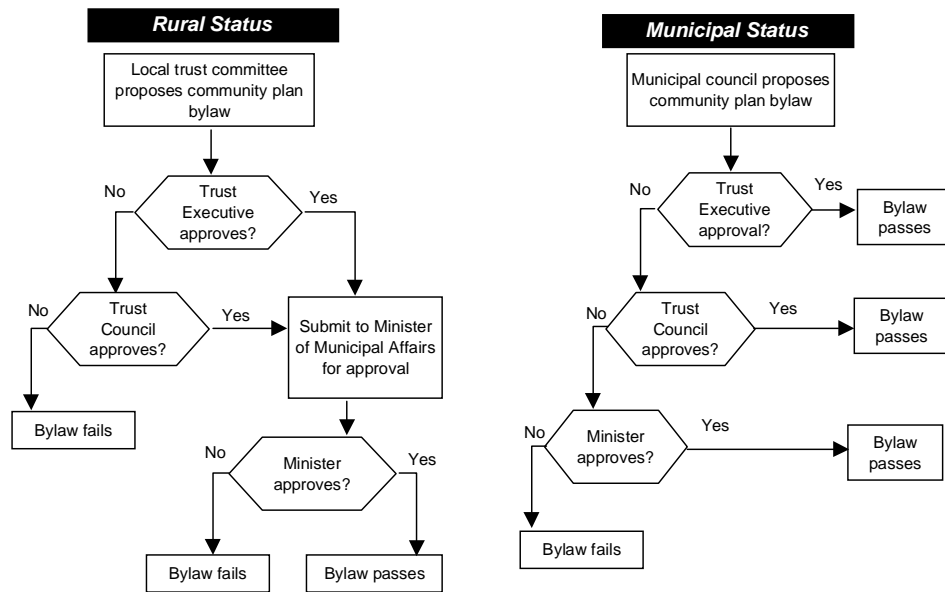 Rural Status
Local trust committee
proposes community plan
bylaw
No
Trust
Executive
approves?
Yes
No
Trust
Council
approves?
Yes
Submit to Minister
of Municipal Affairs
for approval
Bylaw fails
No
Minister
approves?
Yes
Bylaw fails
Bylaw passes
Municipal Status
Municipal council proposes
community plan bylaw
No
Trust
Executive
approval?
Yes
Bylaw
passes
No
Trust
Council
approves?
Yes
Bylaw
passes
No
Minister
approves?
Yes
Bylaw
passes
Bylaw fails